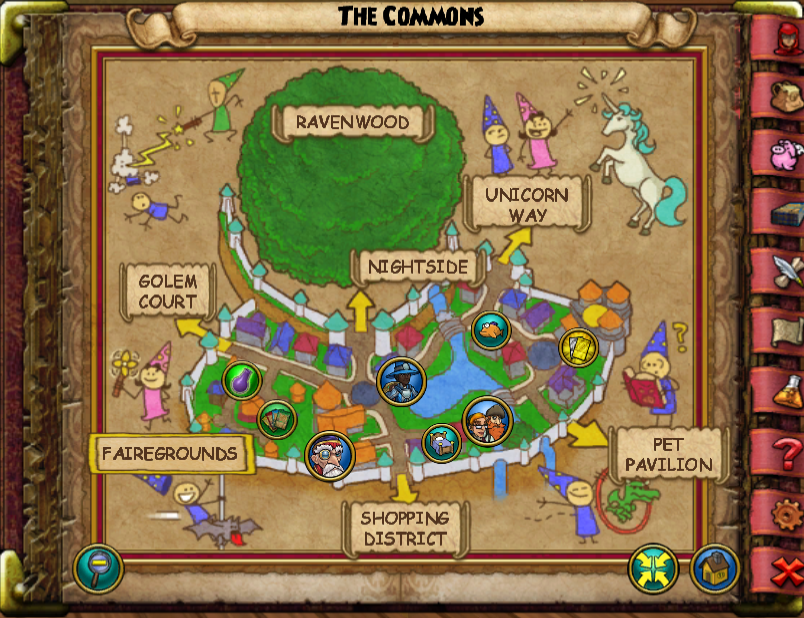 THE COMMONS
RAVENWOOD
UNICORN
WAY
NIGHTSIDE
GOLEM
COURT
?
FAIREGROUNDS
PET
PAVILION
SHOPPING
DISTRICT
?